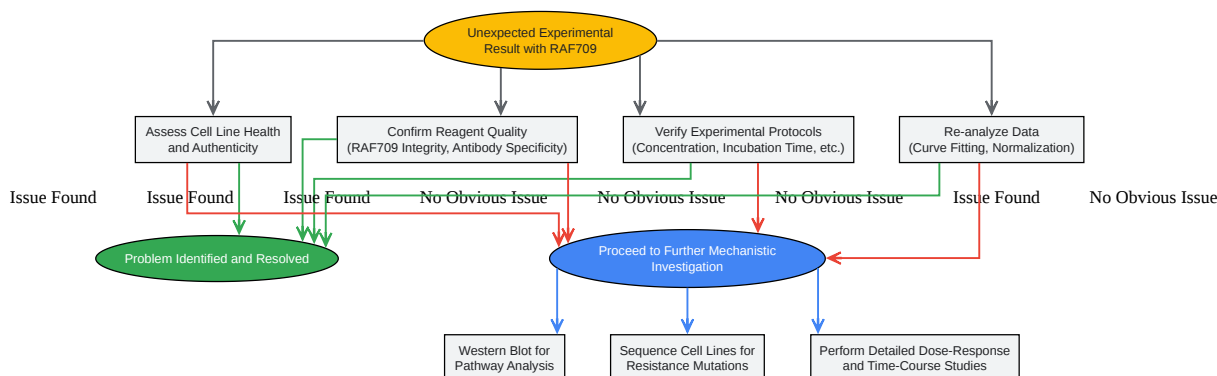 Unexpected Experimental
Result with RAF709
Assess Cell Line Health
and Authenticity
Confirm Reagent Quality
(RAF709 Integrity, Antibody Specificity)
Verify Experimental Protocols
(Concentration, Incubation Time, etc.)
Re-analyze Data
(Curve Fitting, Normalization)
Issue Found
Issue Found
Issue Found
No Obvious Issue
No Obvious Issue
No Obvious Issue
Issue Found
No Obvious Issue
Problem Identified and Resolved
Proceed to Further Mechanistic
Investigation
Western Blot for
Pathway Analysis
Sequence Cell Lines for
Resistance Mutations
Perform Detailed Dose-Response
and Time-Course Studies